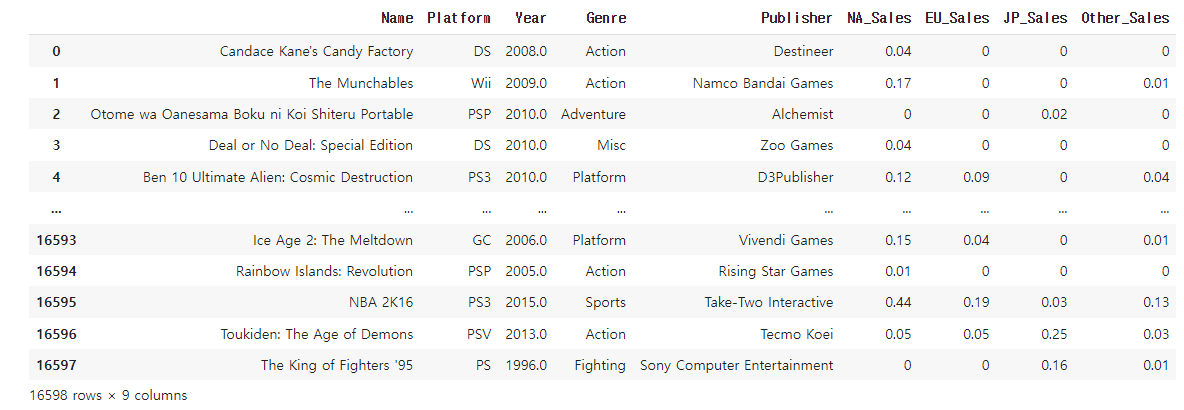 Name Platform Year Genre Publisher NA_Sales EU_Sales JP_Sales Other_Sales
0 Candace Kane's Candy Factory DS 2008.0 Action Destineer 0.04 0 0 0
1 The Munchables Wii 2009.0 Action Namco Bandai Games 0.17 0 0 0.01
2 Otome wa Oanesama Boku ni Koi Shiteru Portable PSP 2010.0 Adventure Alchemist 0 0 0.02 0
3 Deal or No Deal: Special Edition DS 2010.0 Misc Zoo Games 0.04 0 0 0
4 Ben 10 Ultimate Alien: Cosmic Destruction PS3 2010.0 Platform D3Publisher 0.12 0.09 0 0.04
... ... ... ... ... ... ... ... ... ...
16593 Ice Age 2: The Meltdown GC 2006.0 Platform Vivendi Games 0.15 0.04 0 0.01
16594 Rainbow Islands: Revolution PSP 2005.0 Action Rising Star Games 0.01 0 0 0
16595 NBA 2K16 PS3 2015.0 Sports Take-Two Interactive 0.44 0.19 0.03 0.13
16596 Toukiden: The Age of Demons PSV 2013.0 Action Tecmo Koei 0.05 0.05 0.25 0.03
16597 The King of Fighters '95 PS 1996.0 Fighting Sony Computer Entertainment 0 0 0.16 0.01
16598 rows × 9 columns